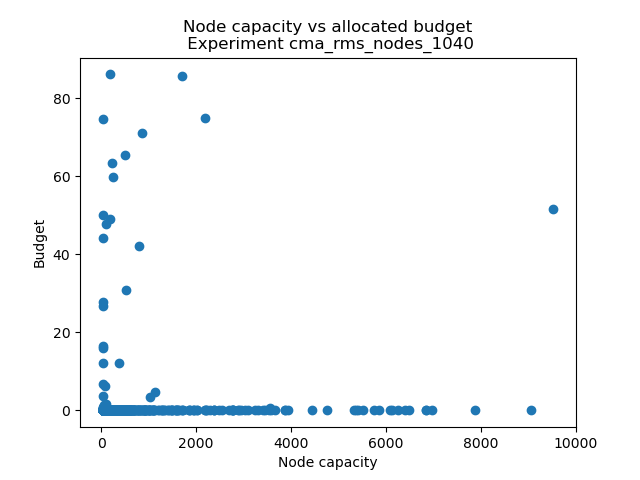 Node capacity vs allocated budget
Experiment cma_rms_nodes_1040
80
60
40
20
0
Budget
0 2000 4000 6000 8000 10000
Node capacity